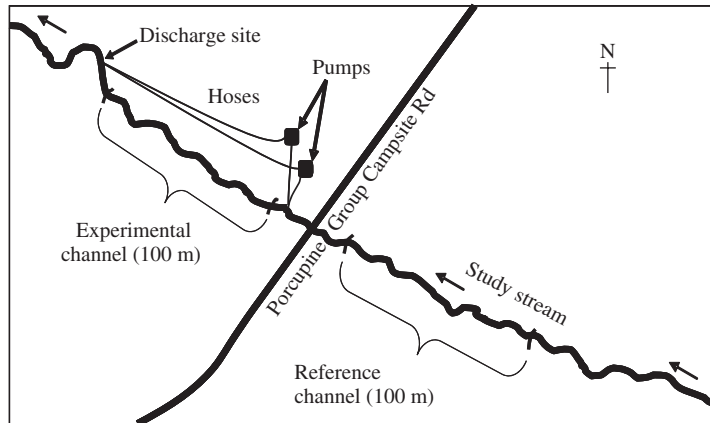 Discharge site
Pumps
N
Hoses
Porcupine Group Campsite Rd
Experimental
channel (100 m)
Study stream
Reference
channel (100 m)